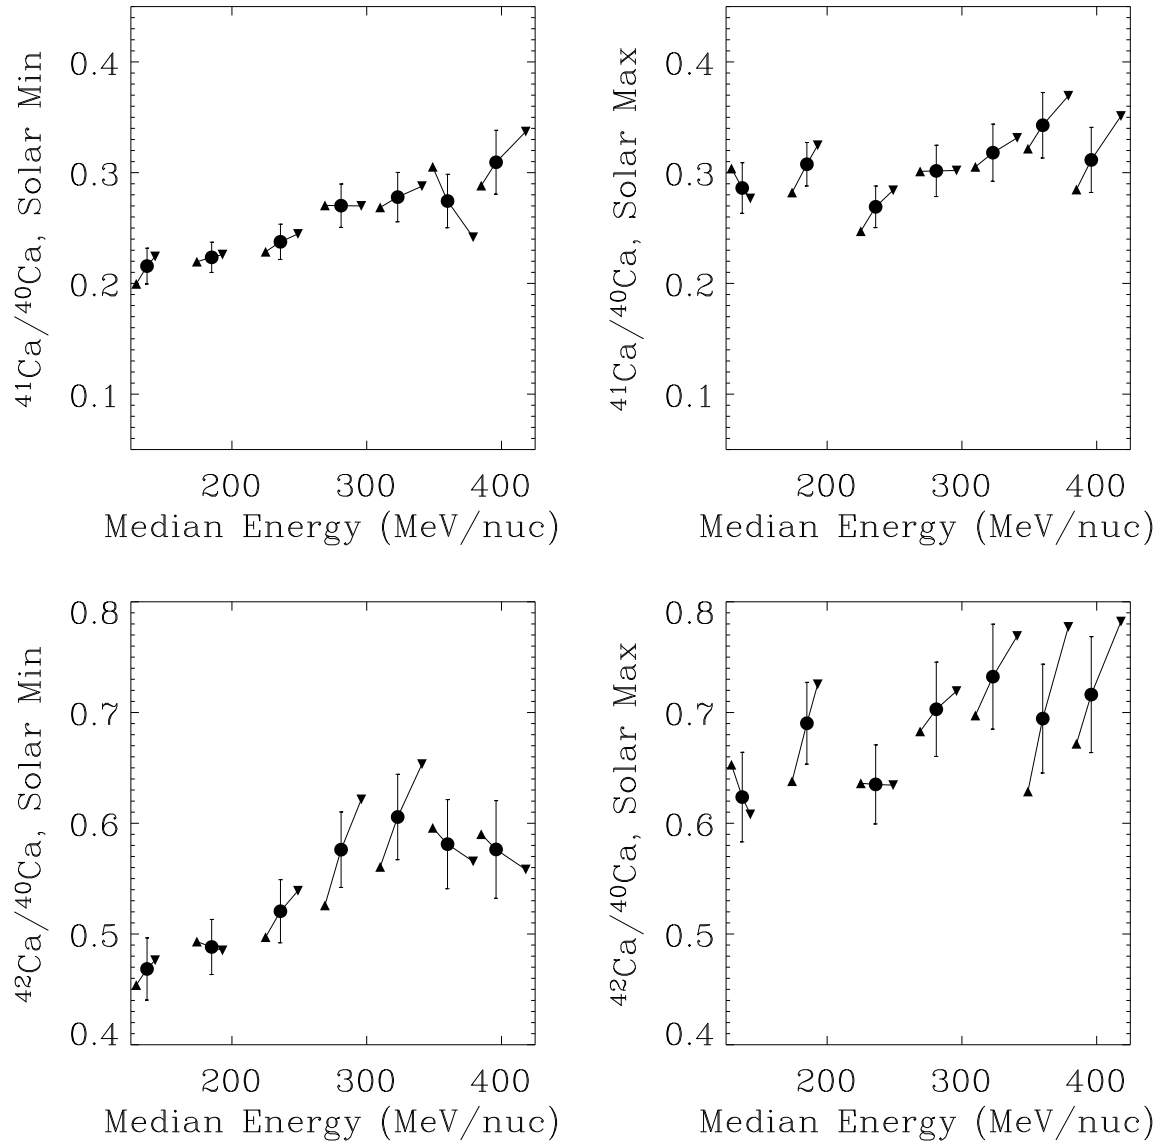 ⁴¹Ca/⁴⁰Ca, Solar Min
0.4
0.3
0.2
0.1
200 300 400
Median Energy (MeV/nuc)
⁴¹Ca/⁴⁰Ca, Solar Max
0.4
0.3
0.2
0.1
200 300 400
Median Energy (MeV/nuc)
⁴²Ca/⁴⁰Ca, Solar Min
0.8
0.7
0.6
0.5
0.4
200 300 400
Median Energy (MeV/nuc)
⁴²Ca/⁴⁰Ca, Solar Max
0.8
0.7
0.6
0.5
0.4
200 300 400
Median Energy (MeV/nuc)